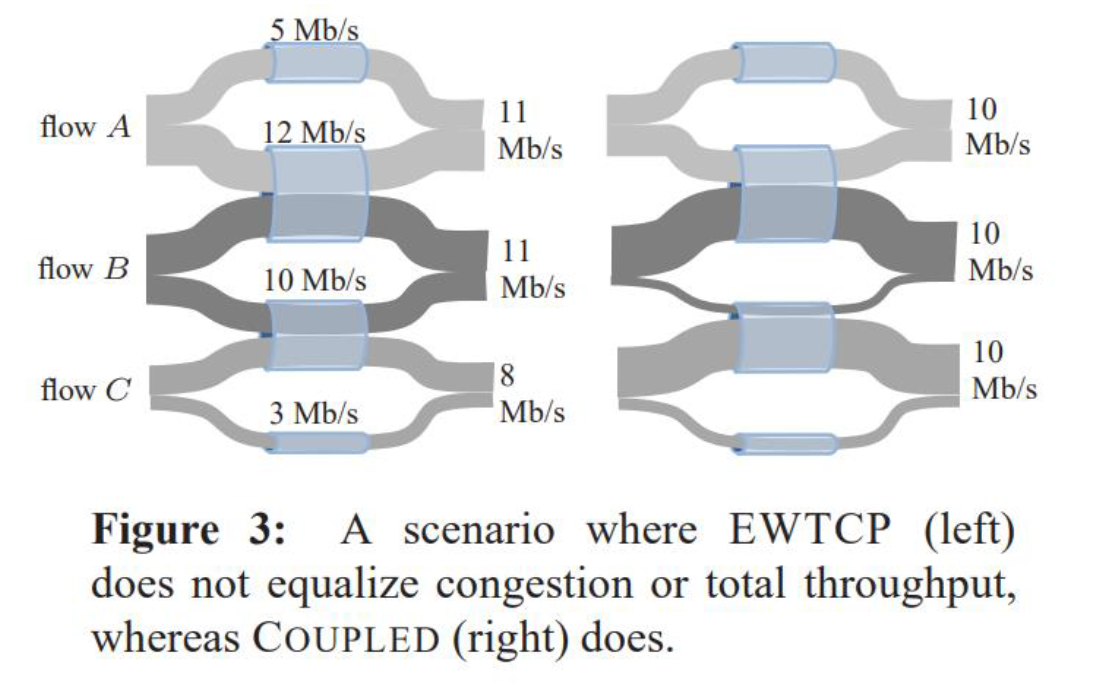 5 Mb/s
flow A
11
Mb/s
12 Mb/s
flow B
11
Mb/s
10 Mb/s
flow C
8
Mb/s
3 Mb/s
10
Mb/s
10
Mb/s
10
Mb/s
Figure 3: A scenario where EWTCP (left)
does not equalize congestion or total throughput,
whereas COUPLED (right) does.